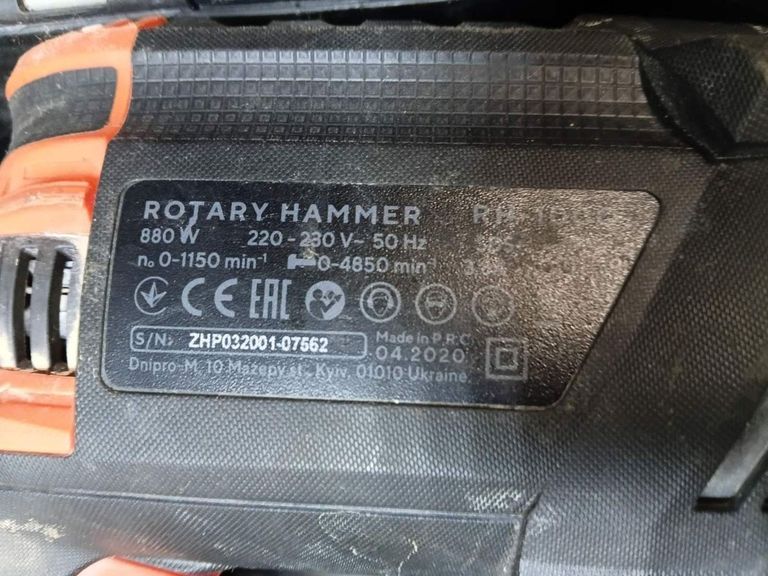 ROTARY HAMMER
880 W 220 - 230 V~ 50 Hz SDS
n₀ 0-1150 min⁻¹ 0-4850 min⁻¹
CE EAC
S/N: ZHP032001-07562 Made in P.R.C.
04.2020
Dnipro-M, 10 Mazepy st., Kyiv, 01010 Ukraine